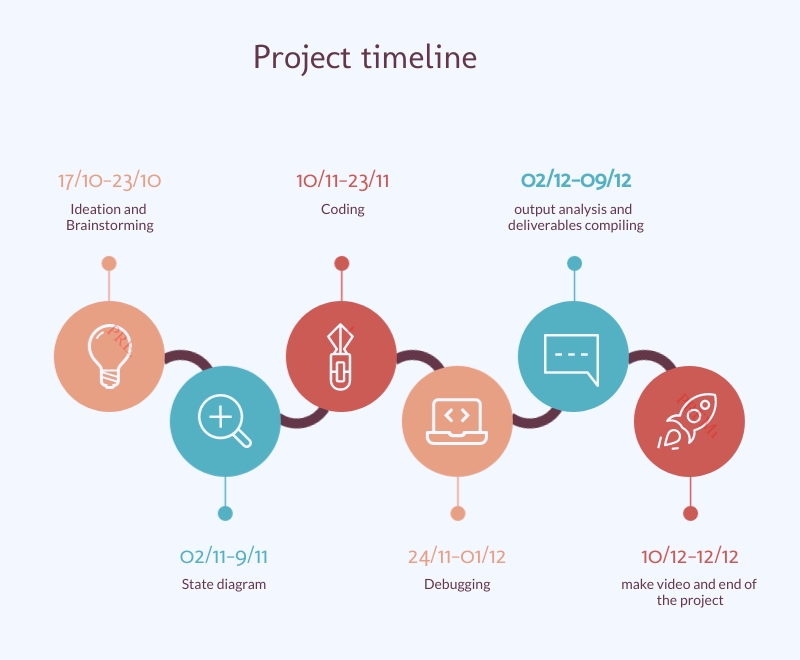 Project timeline
17/10-23/10
Ideation and
Brainstorming
10/11-23/11
Coding
02/12-09/12
output analysis and
deliverables compiling
02/11-9/11
State diagram
24/11-01/12
Debugging
10/12-12/12
make video and end of
the project